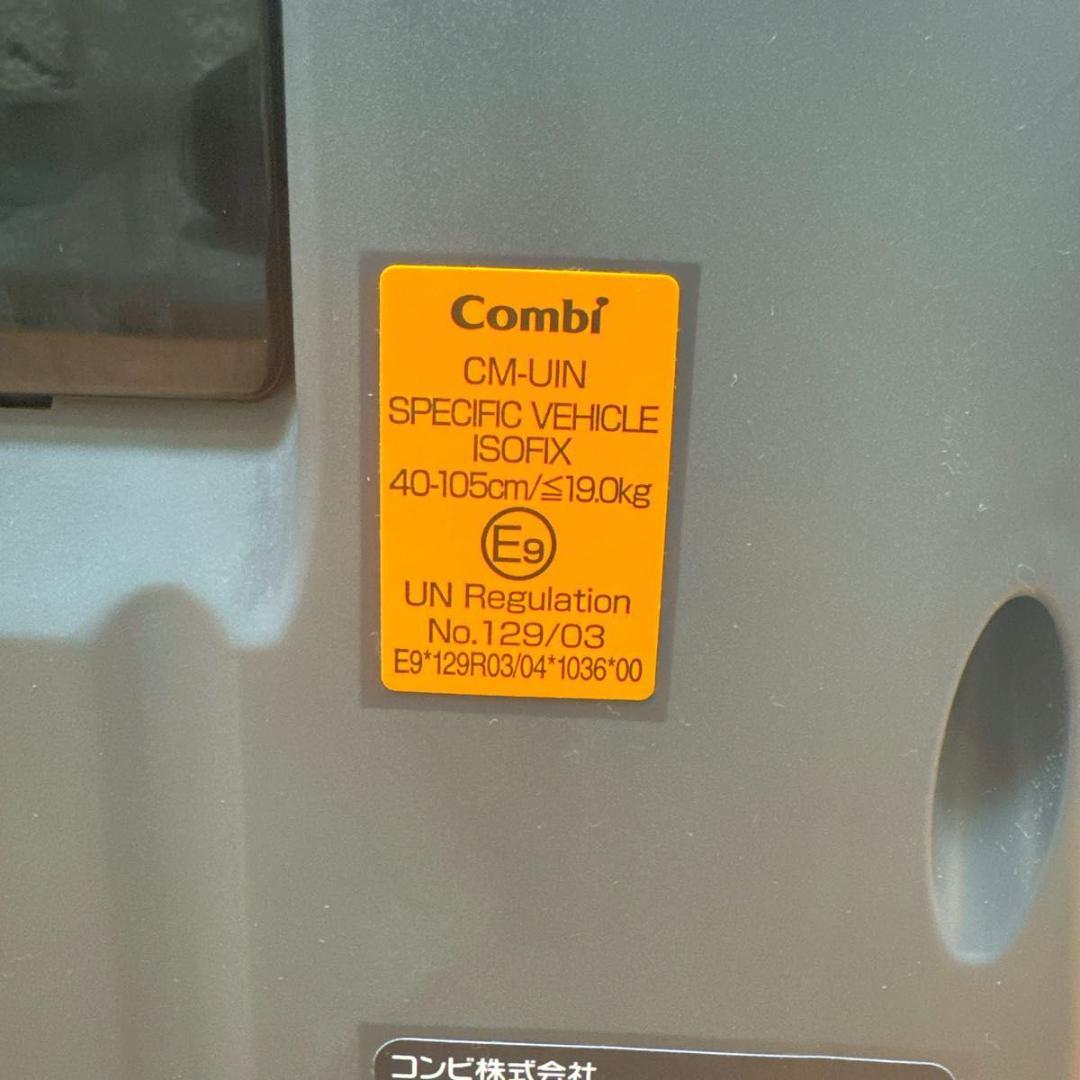 Combi
CM-UIN
SPECIFIC VEHICLE
ISOFIX
40-105cm/≦19.0kg
E9
UN Regulation
No.129/03
E9*129R03/04*1036*00
コンビ株式会社